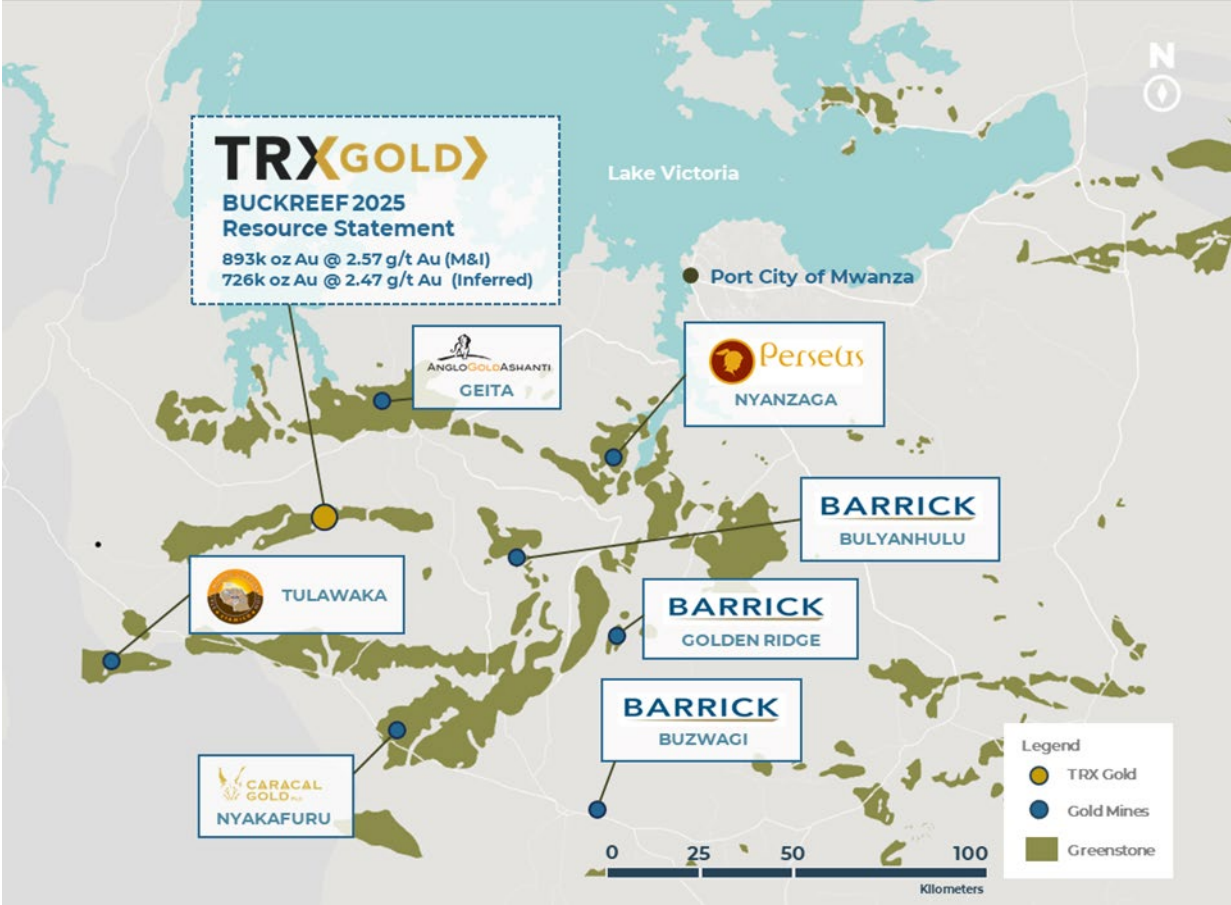 N
TRX GOLD
BUCKREEF 2025
Resource Statement
893k oz Au @ 2.57 g/t Au (M&I)
726k oz Au @ 2.47 g/t Au (Inferred)
Lake Victoria
Port City of Mwanza
ANGLOGOLDASHANTI
GEITA
Perseus
NYANZAGA
BARRICK
BULYANHULU
TULAWAKA
BARRICK
GOLDEN RIDGE
BARRICK
BUZWAGI
CARACAL
GOLD PLC
NYAKAFURU
Legend
TRX Gold
Gold Mines
Greenstone
0 25 50 100
Kilometers